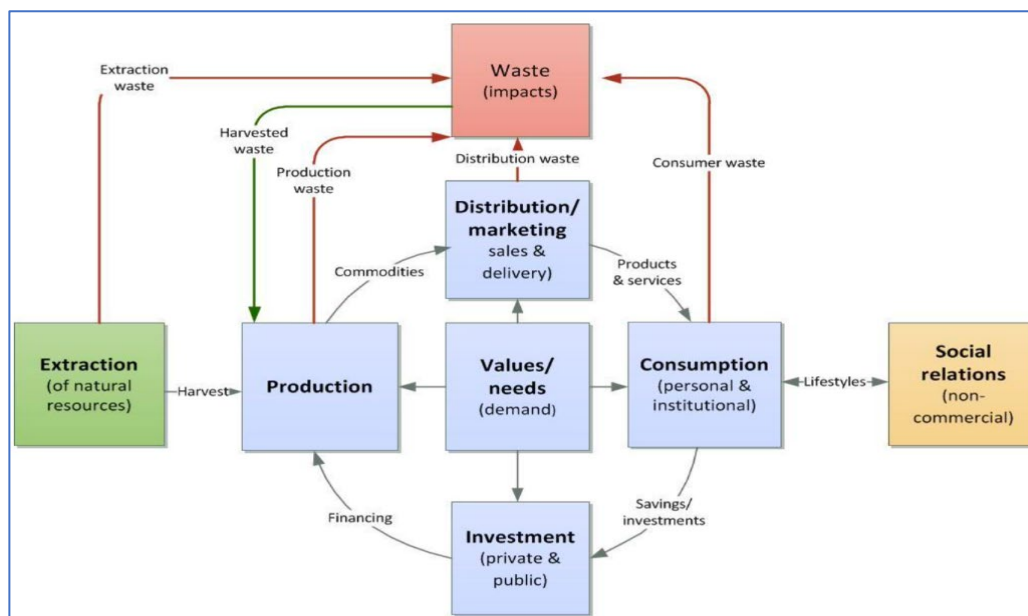 Waste
(impacts)
Extraction
waste
Harvested
waste
Production
waste
Distribution waste
Consumer waste
Distribution/
marketing
sales &
delivery)
Commodities
Products
& services
Extraction
(of natural
resources)
Harvest
Production
Values/
needs
(demand)
Consumption
(personal &
institutional)
Lifestyles
Social
relations
(non-
commercial)
Financing
Savings/
investments
Investment
(private &
public)